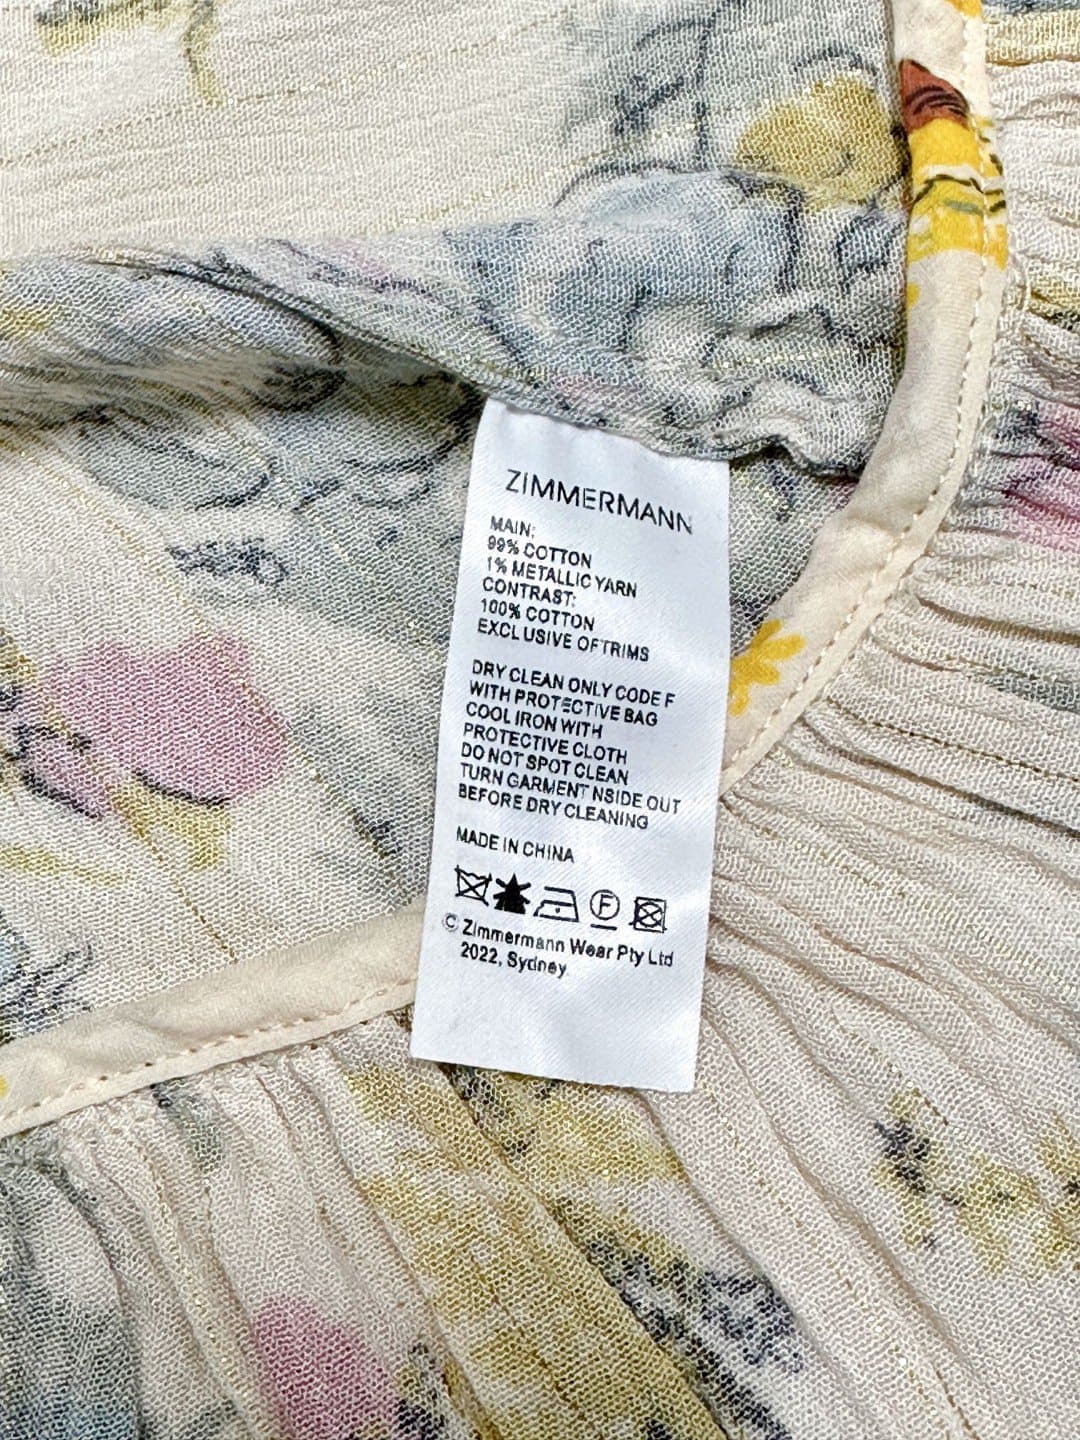 ZIMMERMANN
MAIN:
99% COTTON
1% METALLIC YARN
CONTRAST:
100% COTTON
EXCLUSIVE OF TRIMS
DRY CLEAN ONLY CODE F
WITH PROTECTIVE BAG
COOL IRON WITH
PROTECTIVE CLOTH
DO NOT SPOT CLEAN
TURN GARMENT NSIDE OUT
BEFORE DRY CLEANING
MADE IN CHINA
F
© Zimmermann Wear Pty Ltd
2022, Sydney